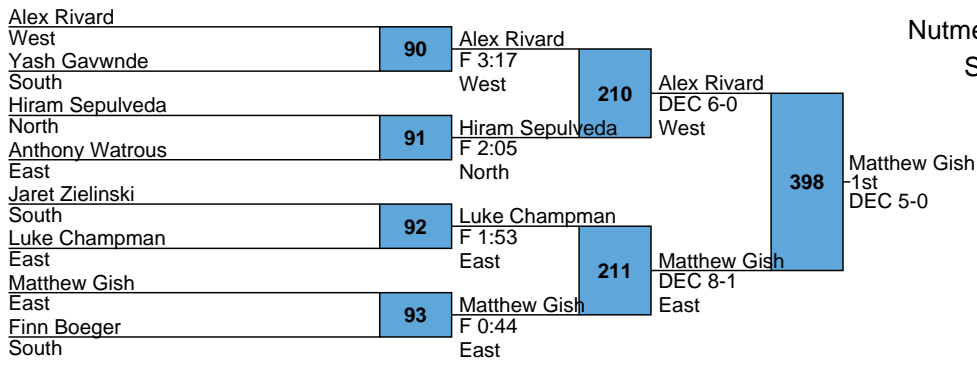 Alex Rivard
West
Yash Gavwnde
South
Hiram Sepulveda
North
Anthony Watrous
East
Jaret Zielinski
South
Luke Champman
East
Matthew Gish
East
Finn Boeger
South
90
91
92
93
Alex Rivard
F 3:17
West
Hiram Sepulveda
F 2:05
North
Luke Champman
F 1:53
East
Matthew Gish
F 0:44
East
210
211
Alex Rivard
DEC 6-0
West
Matthew Gish
DEC 8-1
East
398
Matthew Gish
1st
DEC 5-0
Nutme
S